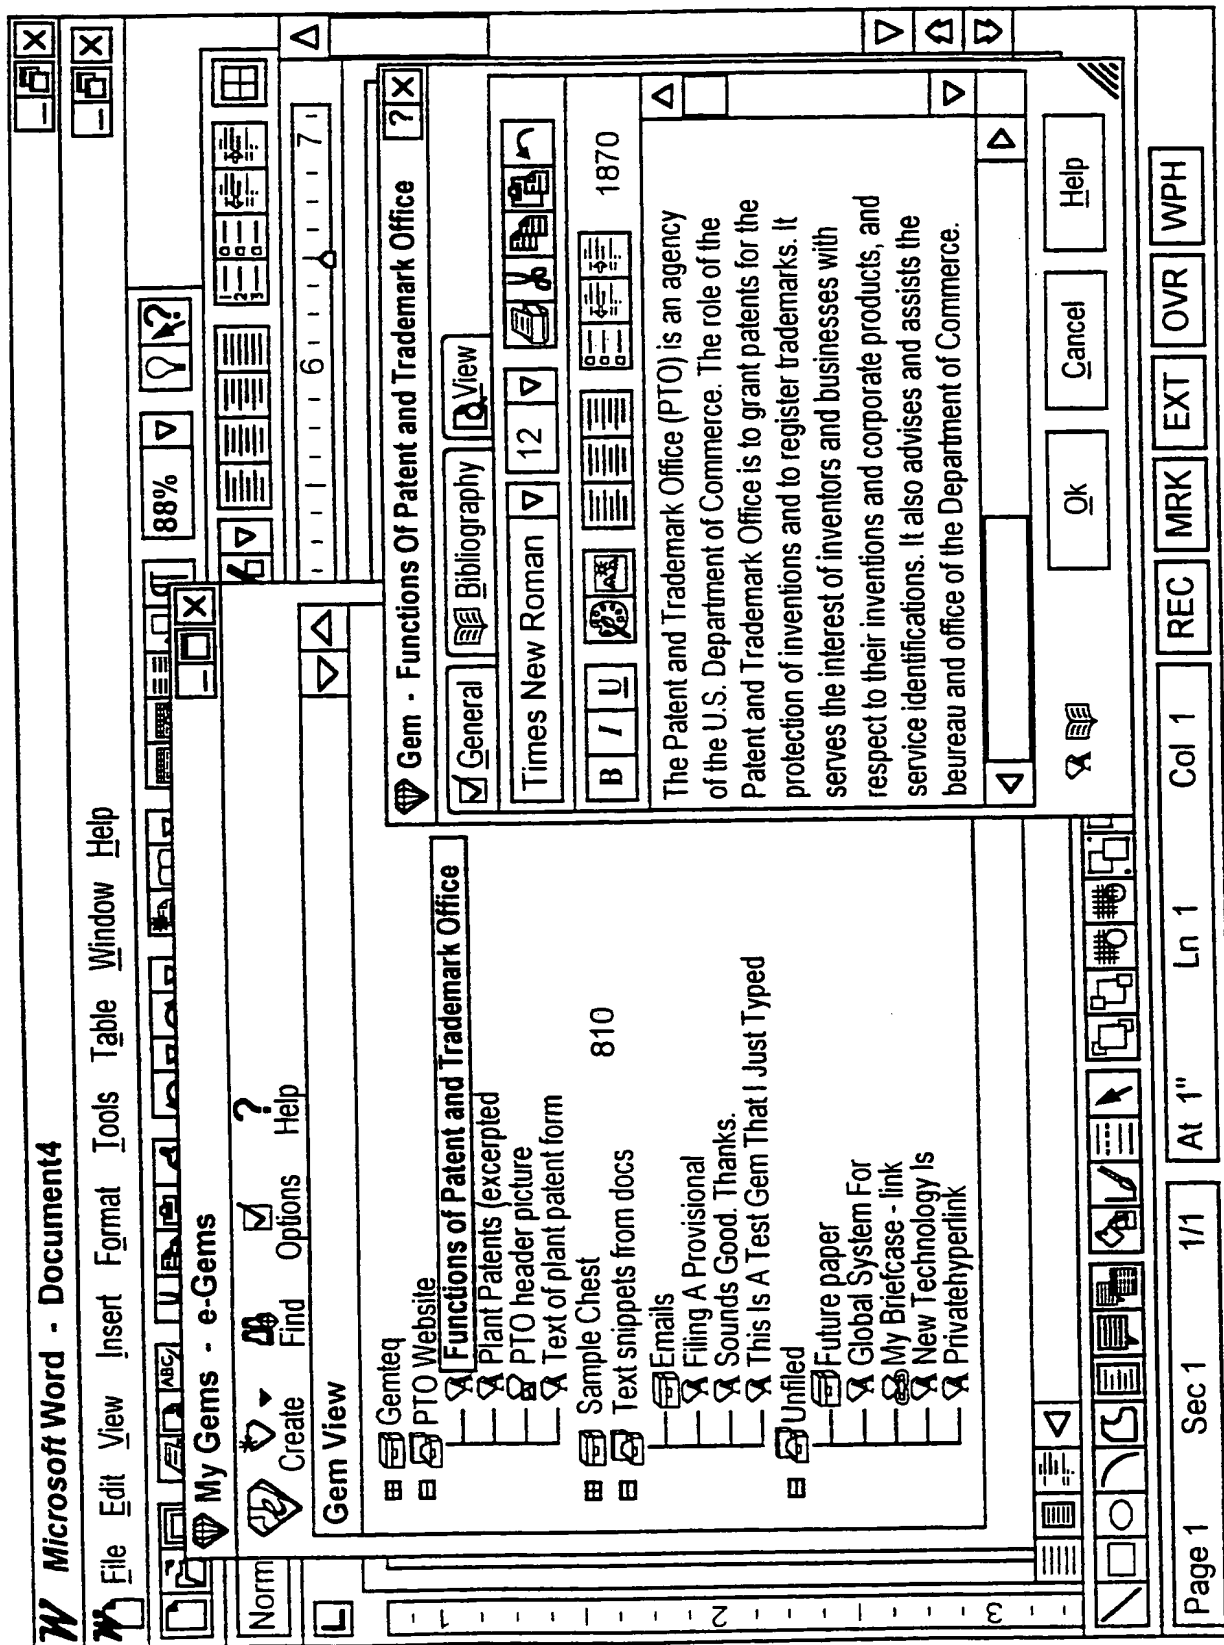 W Microsoft Word - Document4
File Edit View Insert Format Tools Table Window Help
ABC
88%
My Gems - e-Gems
Norm
Create Find Options Help
1 2 3
L
6 7
Gem View
Gemteq
PTO Website
Functions of Patent and Trademark Office
Plant Patents (excerpted
PTO header picture
Text of plant patent form
Sample Chest
810
Text snippets from docs
Emails
Filing A Provisional
Sounds Good. Thanks.
This Is A Test Gem That I Just Typed
Unfiled
Future paper
Global System For
My Briefcase - link
New Technology Is
Privatehyperlink
Gem - Functions Of Patent and Trademark Office
General Bibliography View
Times New Roman 12
B I U
1870
The Patent and Trademark Office (PTO) is an agency
of the U.S. Department of Commerce. The role of the
Patent and Trademark Office is to grant patents for the
protection of inventions and to register trademarks. It
serves the interest of inventors and businesses with
respect to their inventions and corporate products, and
service identifications. It also advises and assists the
beureau and office of the Department of Commerce.
Ok Cancel Help
1
2
3
Page 1 Sec 1 1/1 At 1" Ln 1 Col 1 REC MRK EXT OVR WPH